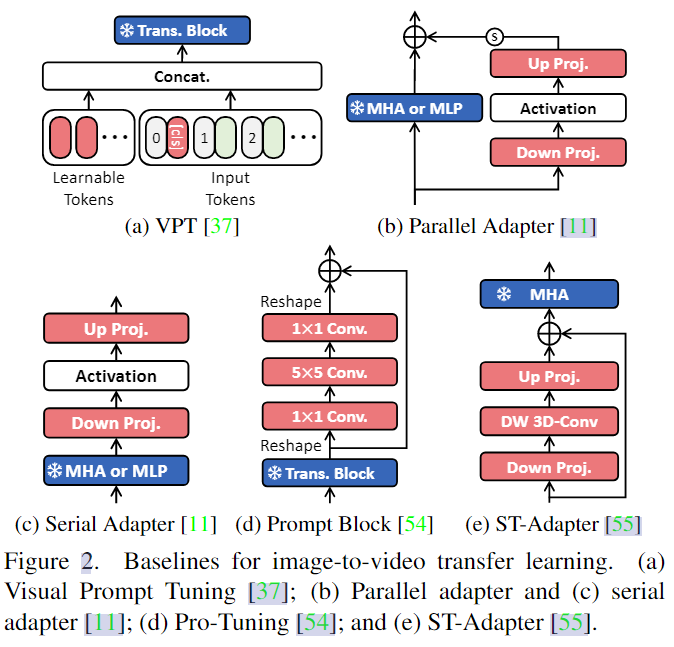 Trans. Block
Concat.
0 [cls] 1 2
Learnable
Tokens
Input
Tokens
(a) VPT [37]
S
Up Proj.
MHA or MLP
Activation
Down Proj.
(b) Parallel Adapter [11]
Up Proj.
Activation
Down Proj.
MHA or MLP
(c) Serial Adapter [11]
Reshape
1×1 Conv.
5×5 Conv.
1×1 Conv.
Reshape
Trans. Block
(d) Prompt Block [54]
MHA
Up Proj.
DW 3D-Conv
Down Proj.
(e) ST-Adapter [55]
Figure 2. Baselines for image-to-video transfer learning. (a)
Visual Prompt Tuning [37]; (b) Parallel adapter and (c) serial
adapter [11]; (d) Pro-Tuning [54]; and (e) ST-Adapter [55].